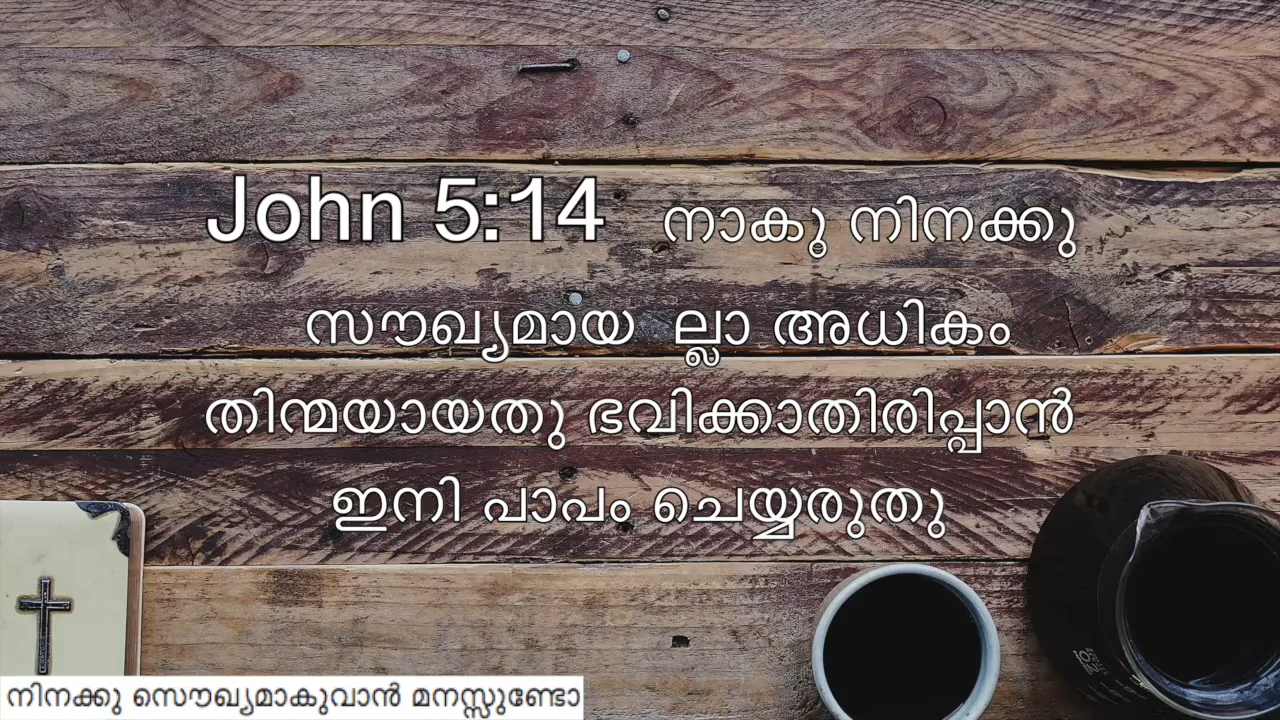 John 5:14 നാകൂ നിനക്കു
സൗഖ്യമായ ല്ലാ അധികം
തിന്മയായതു ഭവിക്കാതിരിപ്പാൻ
ഇനി പാപം ചെയ്യരുതു
നിനക്കു സൌഖ്യമാകുവാൻ മനസ്സുണ്ടോ